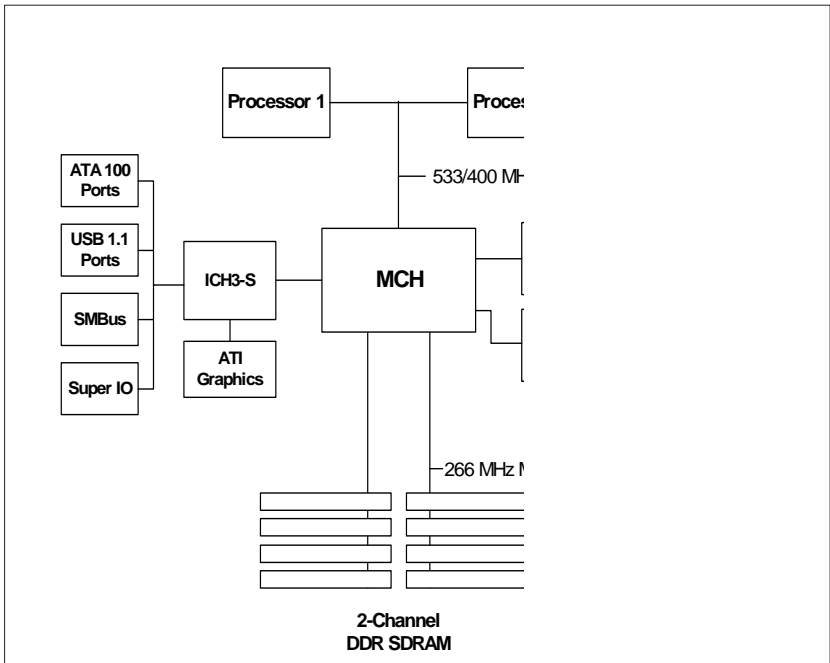 Processor 1
ATA 100
Ports
533/400
USB 1.1
Ports
ICH3-S
MCH
SMBus
ATI
Graphics
Super IO
266 MHz
2-Channel
DDR SDRAM